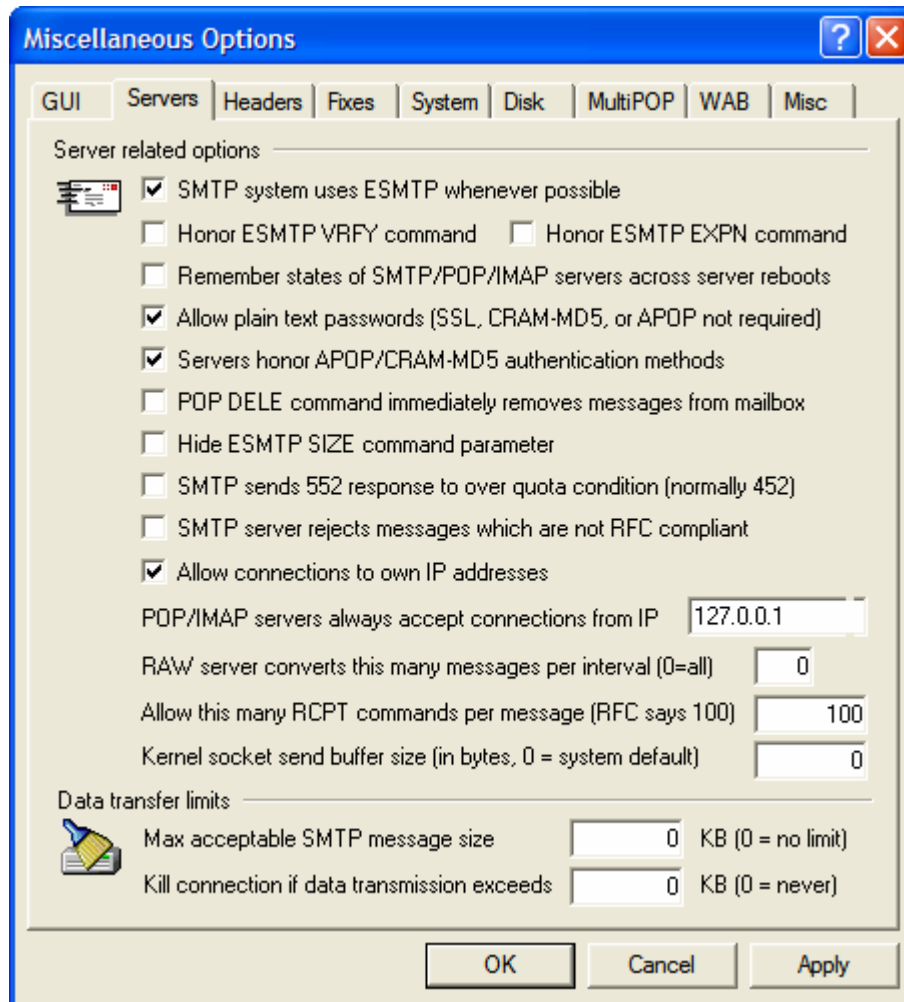 Miscellaneous Options
GUI Servers Headers Fixes System Disk MultiPOP WAB Misc
Server related options
SMTP system uses ESMTP whenever possible
Honor ESMTP VRFY command Honor ESMTP EXPN command
Remember states of SMTP/POP/IMAP servers across server reboots
Allow plain text passwords (SSL, CRAM-MD5, or APOP not required)
Servers honor APOP/CRAM-MD5 authentication methods
POP DELE command immediately removes messages from mailbox
Hide ESMTP SIZE command parameter
SMTP sends 552 response to over quota condition (normally 452)
SMTP server rejects messages which are not RFC compliant
Allow connections to own IP addresses
POP/IMAP servers always accept connections from IP 127.0.0.1
RAW server converts this many messages per interval (0=all) 0
Allow this many RCPT commands per message (RFC says 100) 100
Kernel socket send buffer size (in bytes, 0 = system default) 0
Data transfer limits
Max acceptable SMTP message size 0 KB (0 = no limit)
Kill connection if data transmission exceeds 0 KB (0 = never)
OK Cancel Apply